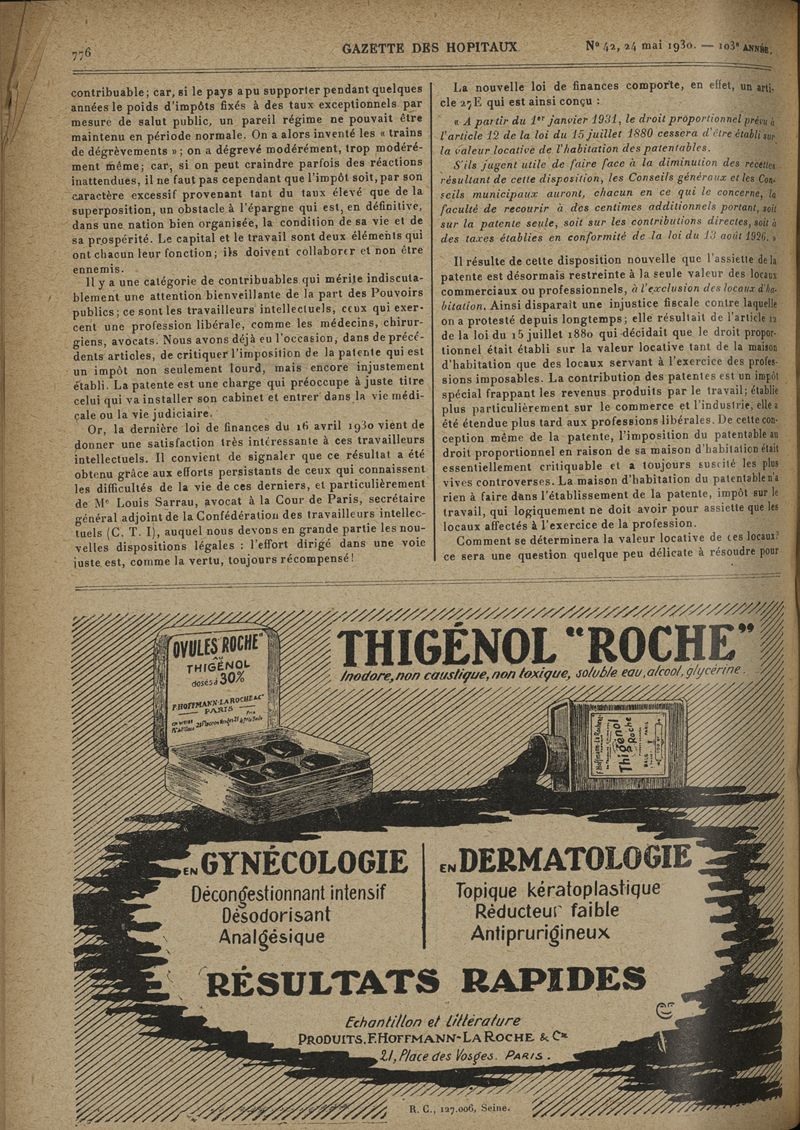 776
GAZETTE DES HOPITAUX
N° 42, 24 mai 1930. — 103e ANNÉE.
contribuable; car, si le pays a pu supporter pendant quelques
années le poids d'impôts fixés à des taux exceptionnels par
mesure de salut public, un pareil régime ne pouvait être
maintenu en période normale. On a alors inventé les « trains
de dégrèvements » ; on a dégrevé modérément, trop modéré-
ment même; car, si on peut craindre parfois des réactions
inattendues, il ne faut pas cependant que l'impôt soit, par son
caractère excessif provenant tant du taux élevé que de la
superposition, un obstacle à l'épargne qui est, en définitive,
dans une nation bien organisée, la condition de sa vie et de
sa prospérité. Le capital et le travail sont deux éléments qui
ont chacun leur fonction; ils doivent collaborer et non être
ennemis.
Il y a une catégorie de contribuables qui mérite indiscuta-
blement une attention bienveillante de la part des Pouvoirs
publics; ce sont les travailleurs intellectuels, ceux qui exer-
cent une profession libérale, comme les médecins, chirur-
giens, avocats. Nous avons déjà eu l'occasion, dans de précé-
dents articles, de critiquer l'imposition de la patente qui est
un impôt non seulement lourd, mais encore injustement
établi. La patente est une charge qui préoccupe à juste titre
celui qui va installer son cabinet et entrer dans la vie médi-
cale ou la vie judiciaire.
Or, la dernière loi de finances du 16 avril 1930 vient de
donner une satisfaction très intéressante à ces travailleurs
intellectuels. Il convient de signaler que ce résultat a été
obtenu grâce aux efforts persistants de ceux qui connaissent
les difficultés de la vie de ces derniers, et particulièrement
de Me Louis Sarrau, avocat à la Cour de Paris, secrétaire
général adjoint de la Confédération des travailleurs intellec-
tuels (C. T. I), auquel nous devons en grande partie les nou-
velles dispositions légales : l'effort dirigé dans une voie
juste est, comme la vertu, toujours récompensé!
La nouvelle loi de finances comporte, en effet, un arti-
cle 27 E qui est ainsi conçu :
« A partir du 1er janvier 1931, le droit proportionnel prévu à
l'article 12 de la loi du 15 juillet 1880 cessera d'être établi sur
la valeur locative de l'habitation des patentables.
S'ils jugent utile de faire face à la diminution des recettes
résultant de cette disposition, les Conseils généraux et les Con-
seils municipaux auront, chacun en ce qui le concerne, la
faculté de recourir à des centimes additionnels portant, soit
sur la patente seule, soit sur les contributions directes, soit à
des taxes établies en conformité de la loi du 13 août 1926. »
Il résulte de cette disposition nouvelle que l'assiette de la
patente est désormais restreinte à la seule valeur des locaux
commerciaux ou professionnels, à l'exclusion des locaux d'ha-
bitation. Ainsi disparaît une injustice fiscale contre laquelle
on a protesté depuis longtemps; elle résultait de l'article 12
de la loi du 15 juillet 1880 qui décidait que le droit propor-
tionnel était établi sur la valeur locative tant de la maison
d'habitation que des locaux servant à l'exercice des profes-
sions imposables. La contribution des patentes est un impôt
spécial frappant les revenus produits par le travail; établie
plus particulièrement sur le commerce et l'industrie, elle a
été étendue plus tard aux professions libérales. De cette con-
ception même de la patente, l'imposition du patentable au
droit proportionnel en raison de sa maison d'habitation était
essentiellement critiquable et a toujours suscité les plus
vives controverses. La maison d'habitation du patentable n'a
rien à faire dans l'établissement de la patente, impôt sur le
travail, qui logiquement ne doit avoir pour assiette que les
locaux affectés à l'exercice de la profession.
Comment se déterminera la valeur locative de ces locaux?
ce sera une question quelque peu délicate à résoudre pour
OVULES "ROCHE"
AU
THIGÉNOL
dosés à 30%
F. HOFFMANN-LA ROCHE & Cie
PARIS
THIGÉNOL "ROCHE"
Inodore, non caustique, non toxique, soluble eau, alcool, glycérine.
Thigénol
Roche
EN GYNÉCOLOGIE
Décongestionnant intensif
Désodorisant
Analgésique
EN DERMATOLOGIE
Topique kératoplastique
Réducteur faible
Antiprurigineux
RÉSULTATS RAPIDES
Echantillon et Littérature
PRODUITS. F. HOFFMANN-LA ROCHE & Cie
21, Place des Vosges. PARIS.
R. C., 127.006, Seine.